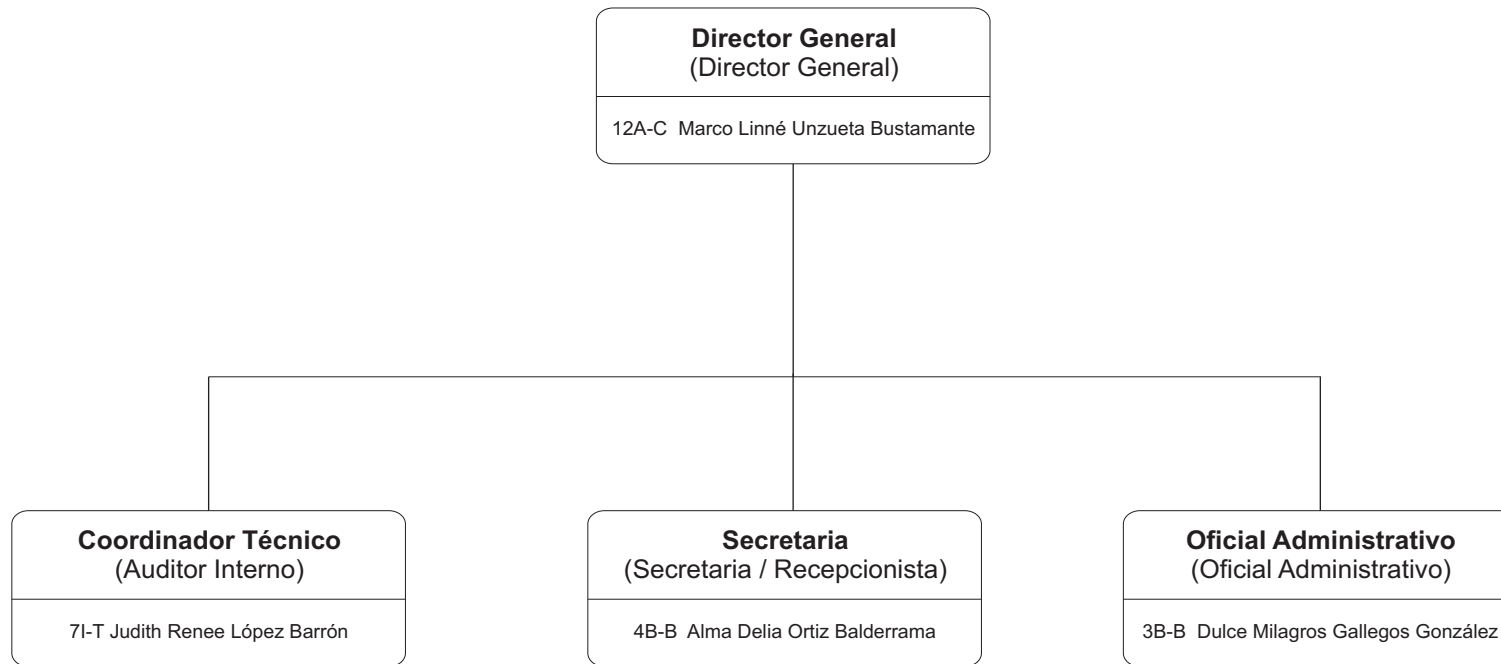 Director General
(Director General)
12A-C  Marco Linné Unzueta Bustamante
Coordinador Técnico
(Auditor Interno)
7I-T Judith Renee López Barrón
Secretaria
(Secretaria / Recepcionista)
4B-B  Alma Delia Ortiz Balderrama
Oficial Administrativo
(Oficial Administrativo)
3B-B  Dulce Milagros Gallegos González